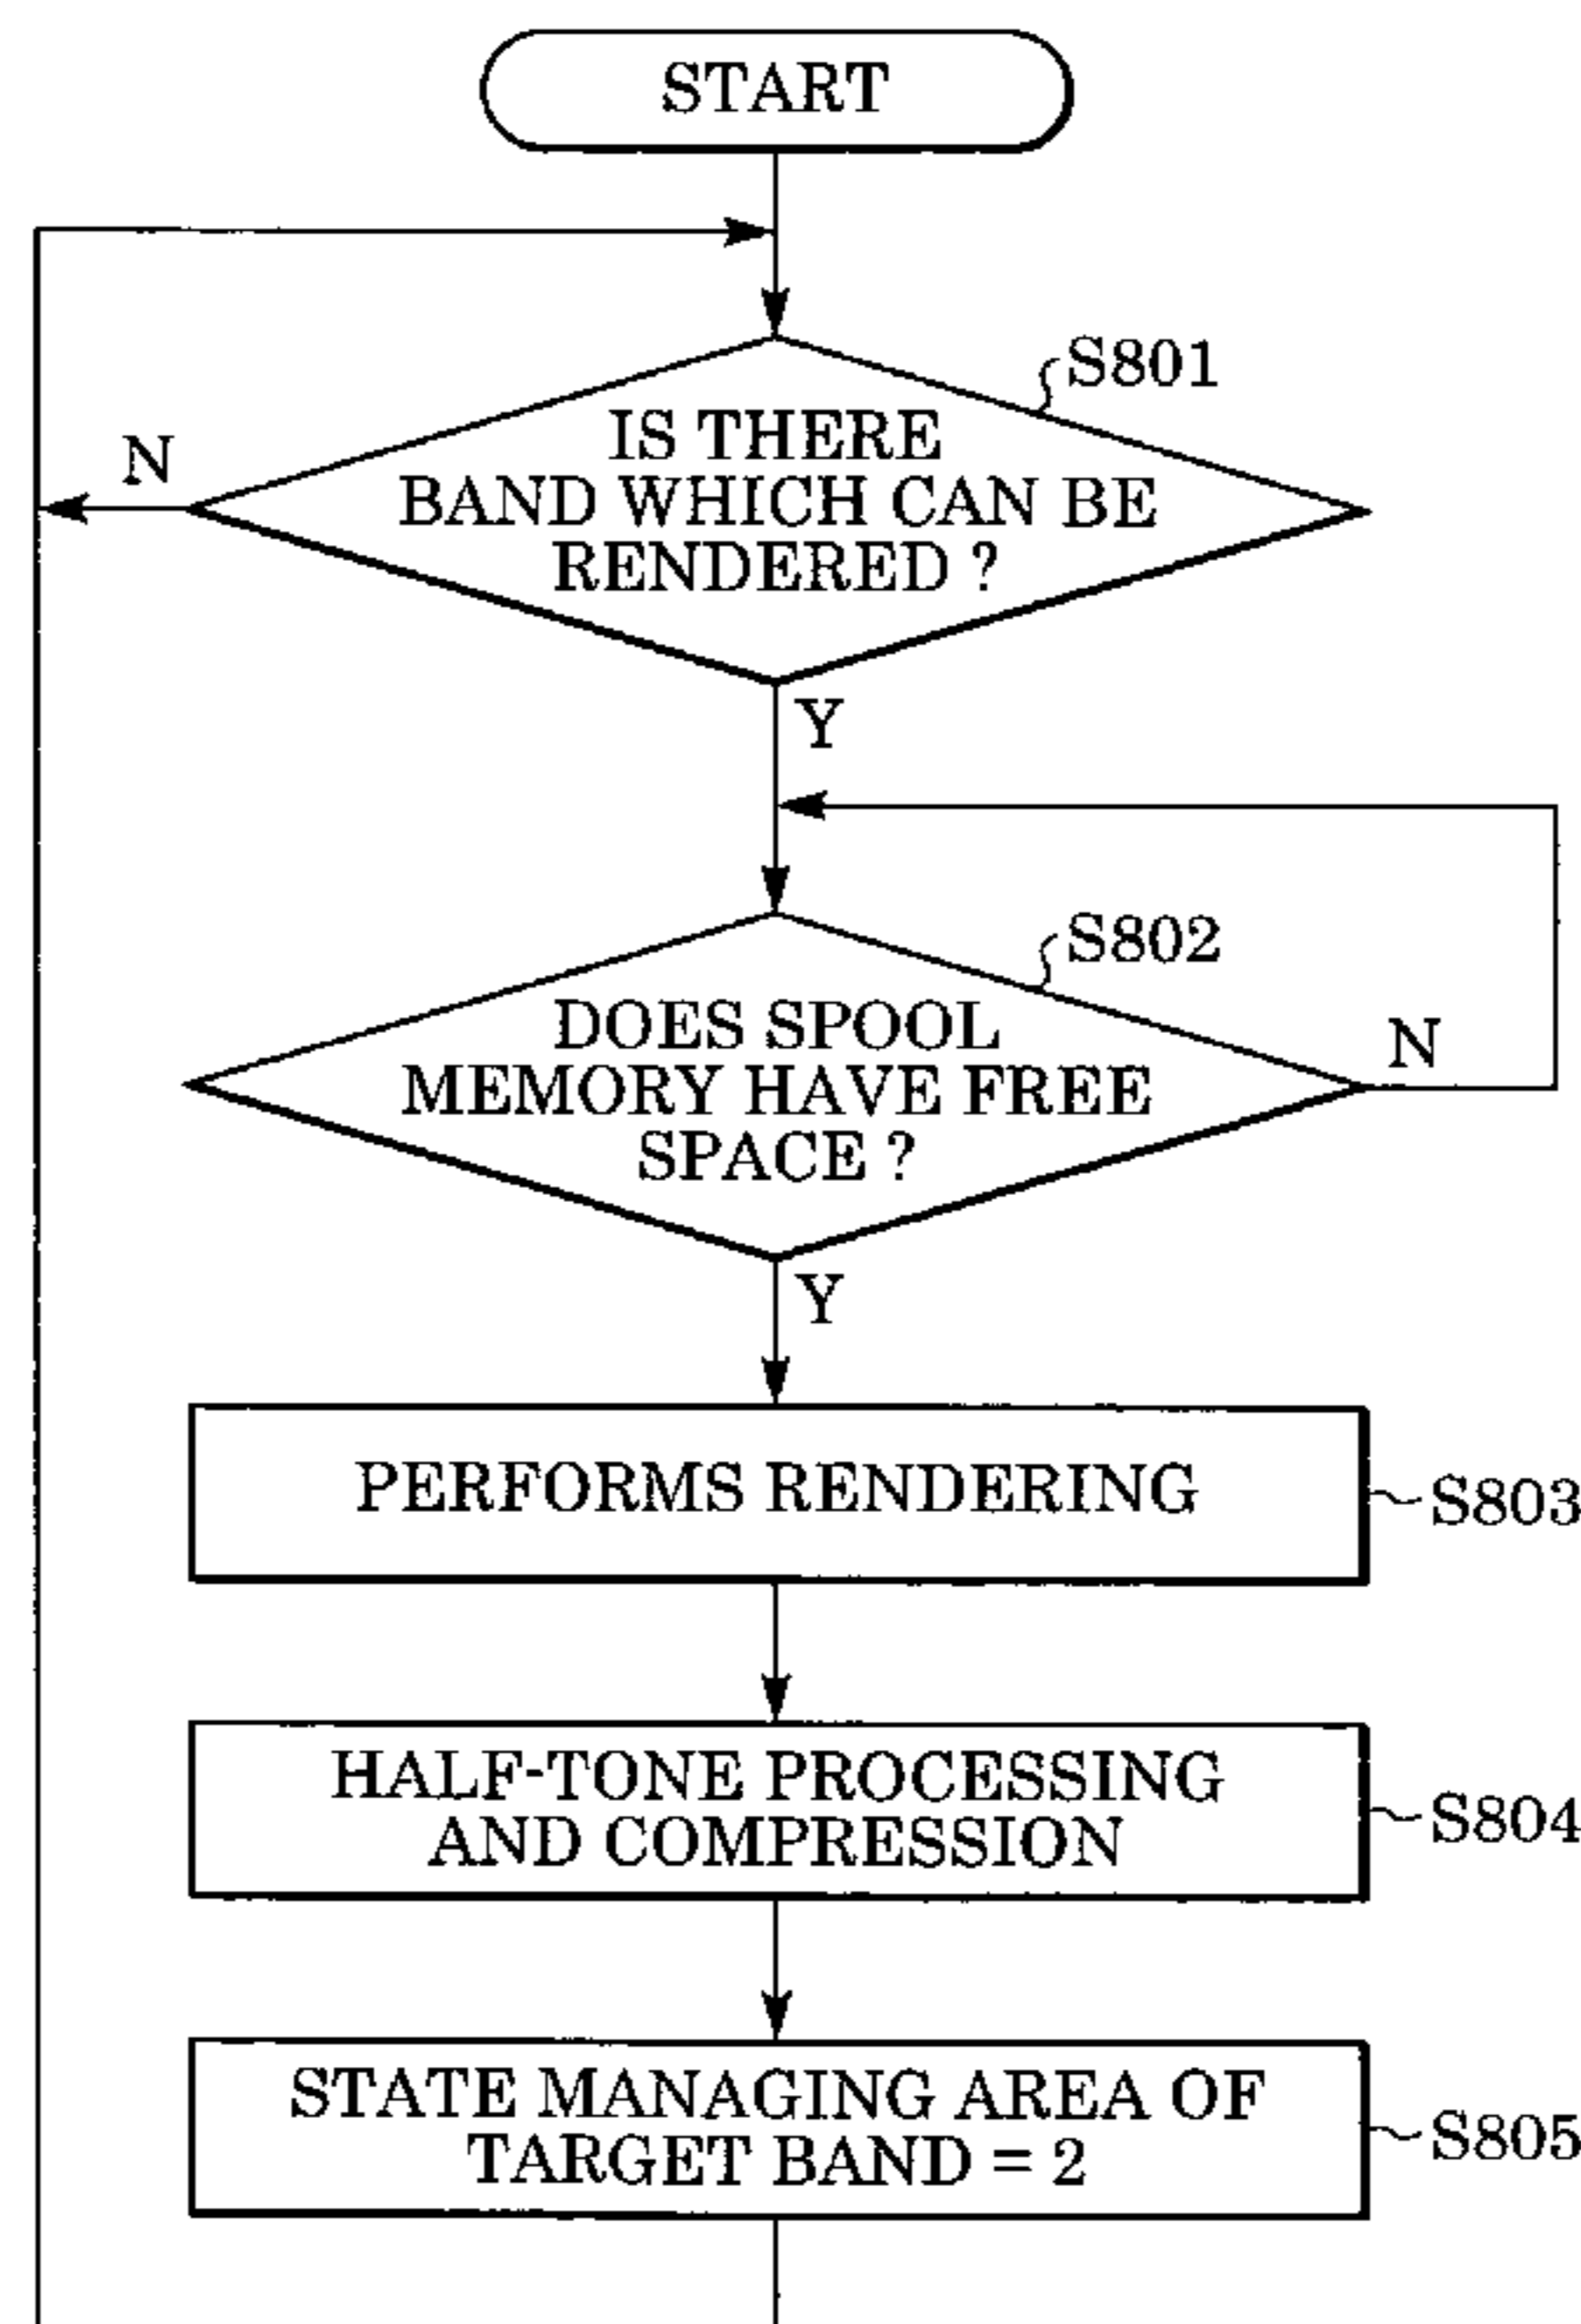 START
S801
IS THERE
N
BAND WHICH CAN BE
RENDERED ?
Y
S802
DOES SPOOL
N
MEMORY HAVE FREE
SPACE ?
Y
PERFORMS RENDERING
S803
HALF-TONE PROCESSING
AND COMPRESSION
S804
STATE MANAGING AREA OF
TARGET BAND = 2
S805